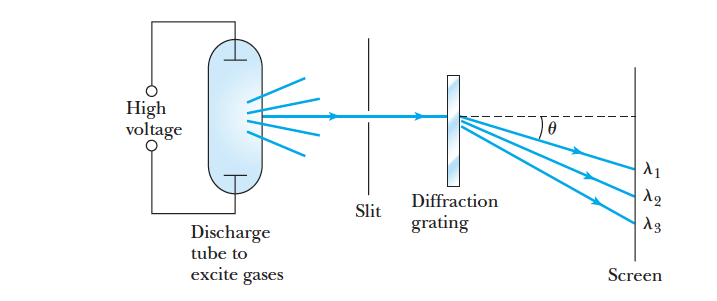 High
voltage
Discharge
tube to
excite gases
Slit
Diffraction
grating
θ
λ1
λ2
λ3
Screen